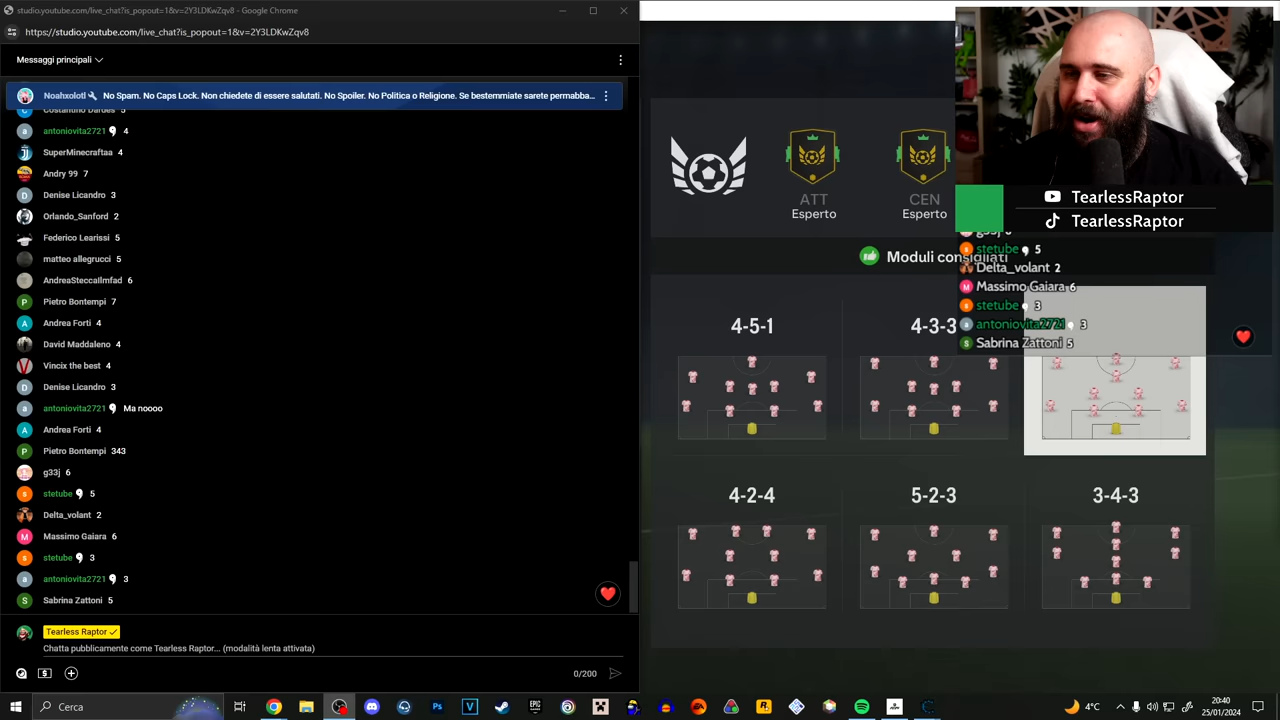 studio.youtube.com/live_chat?is_popout=1&v=2Y3LDKwZqv8 - Google Chrome
https://studio.youtube.com/live_chat?is_popout=1&v=2Y3LDKwZqv8
Messaggi principali
Noahxolotl No Spam. No Caps Lock. Non chiedete di essere salutati. No Spoiler. No Politica o Religione. Se bestemmiate sarete permabba...
Costantino Dardes 5
antoniovita2721 4
SuperMinecraftaa 4
Andry 99 7
Denise Licandro 3
Orlando_Sanford 2
Federico Learissi 5
matteo allegrucci 5
AndreaSteccaImfad 6
Pietro Bontempi 7
Andrea Forti 4
David Maddaleno 4
Vincix the best 4
Denise Licandro 3
antoniovita2721 Ma noooo
Andrea Forti 4
Pietro Bontempi 343
g33j 6
stetube 5
Delta_volant 2
Massimo Gaiara 6
stetube 3
antoniovita2721 3
Sabrina Zattoni 5
Tearless Raptor
Chatta pubblicamente come Tearless Raptor... (modalità lenta attivata)
0/200
ATT
Esperto
CEN
Esperto
TearlessRaptor
TearlessRaptor
g33j 6
stetube 5
Delta_volant 2
Massimo Gaiara 6
stetube 3
antoniovita2721 3
Sabrina Zattoni 5
Moduli consigliati
4-5-1
4-3-3
4-2-4
5-2-3
3-4-3
Cerca
4°C
20:40
25/01/2024